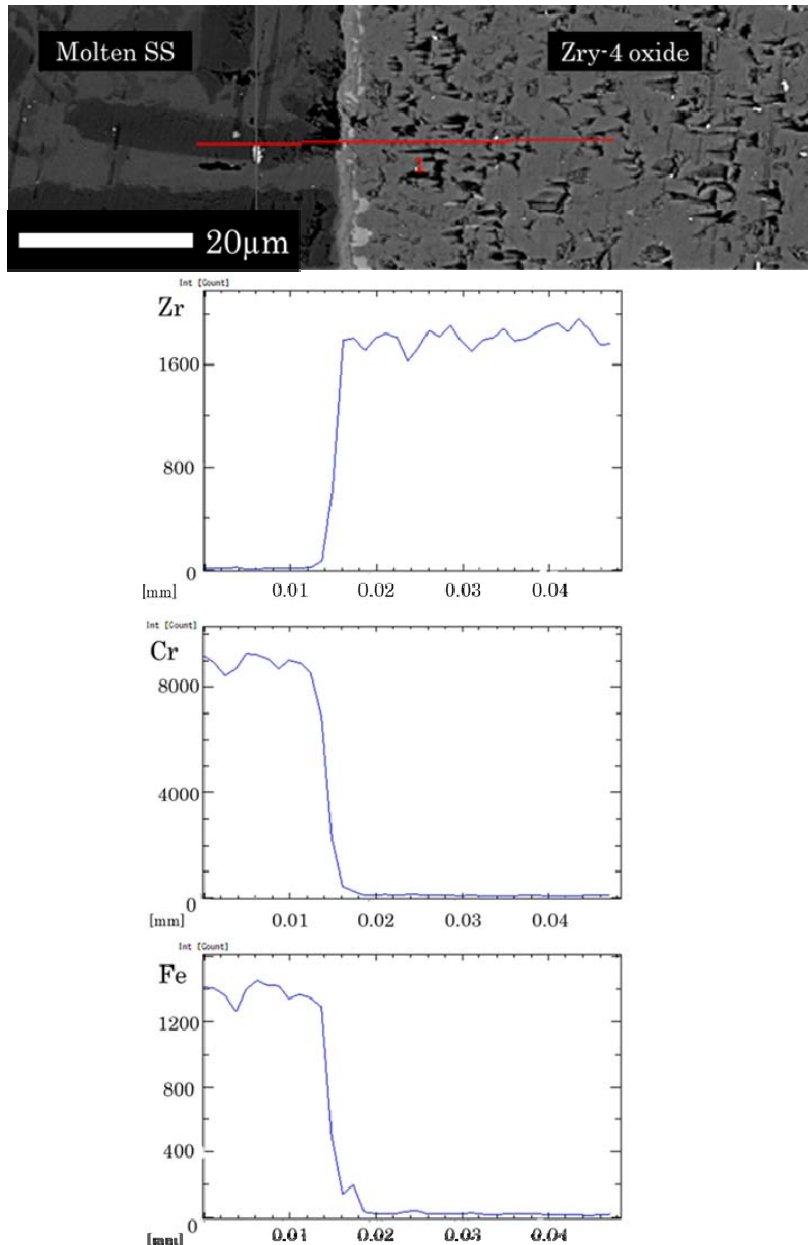 Molten SS
Zry-4 oxide
1
20μm
Int [Count]
Zr
1600
800
0
[mm]
0.01
0.02
0.03
0.04
Int [Count]
Cr
8000
4000
0
[mm]
0.01
0.02
0.03
0.04
Int [Count]
Fe
1200
800
400
0
[mm]
0.01
0.02
0.03
0.04